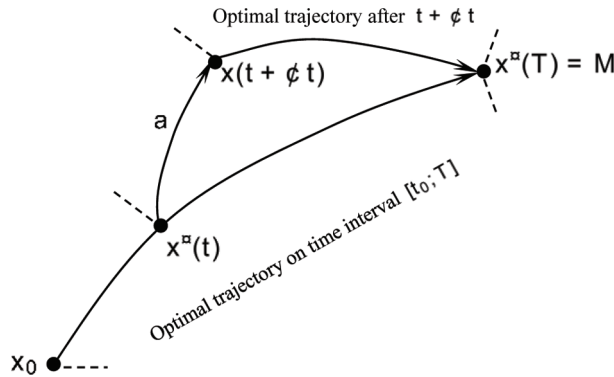 Optimal trajectory after t + ¢ t
x(t + ¢ t)
x¤(T) = M
a
x¤(t)
Optimal trajectory on time interval [t₀;T]
x₀